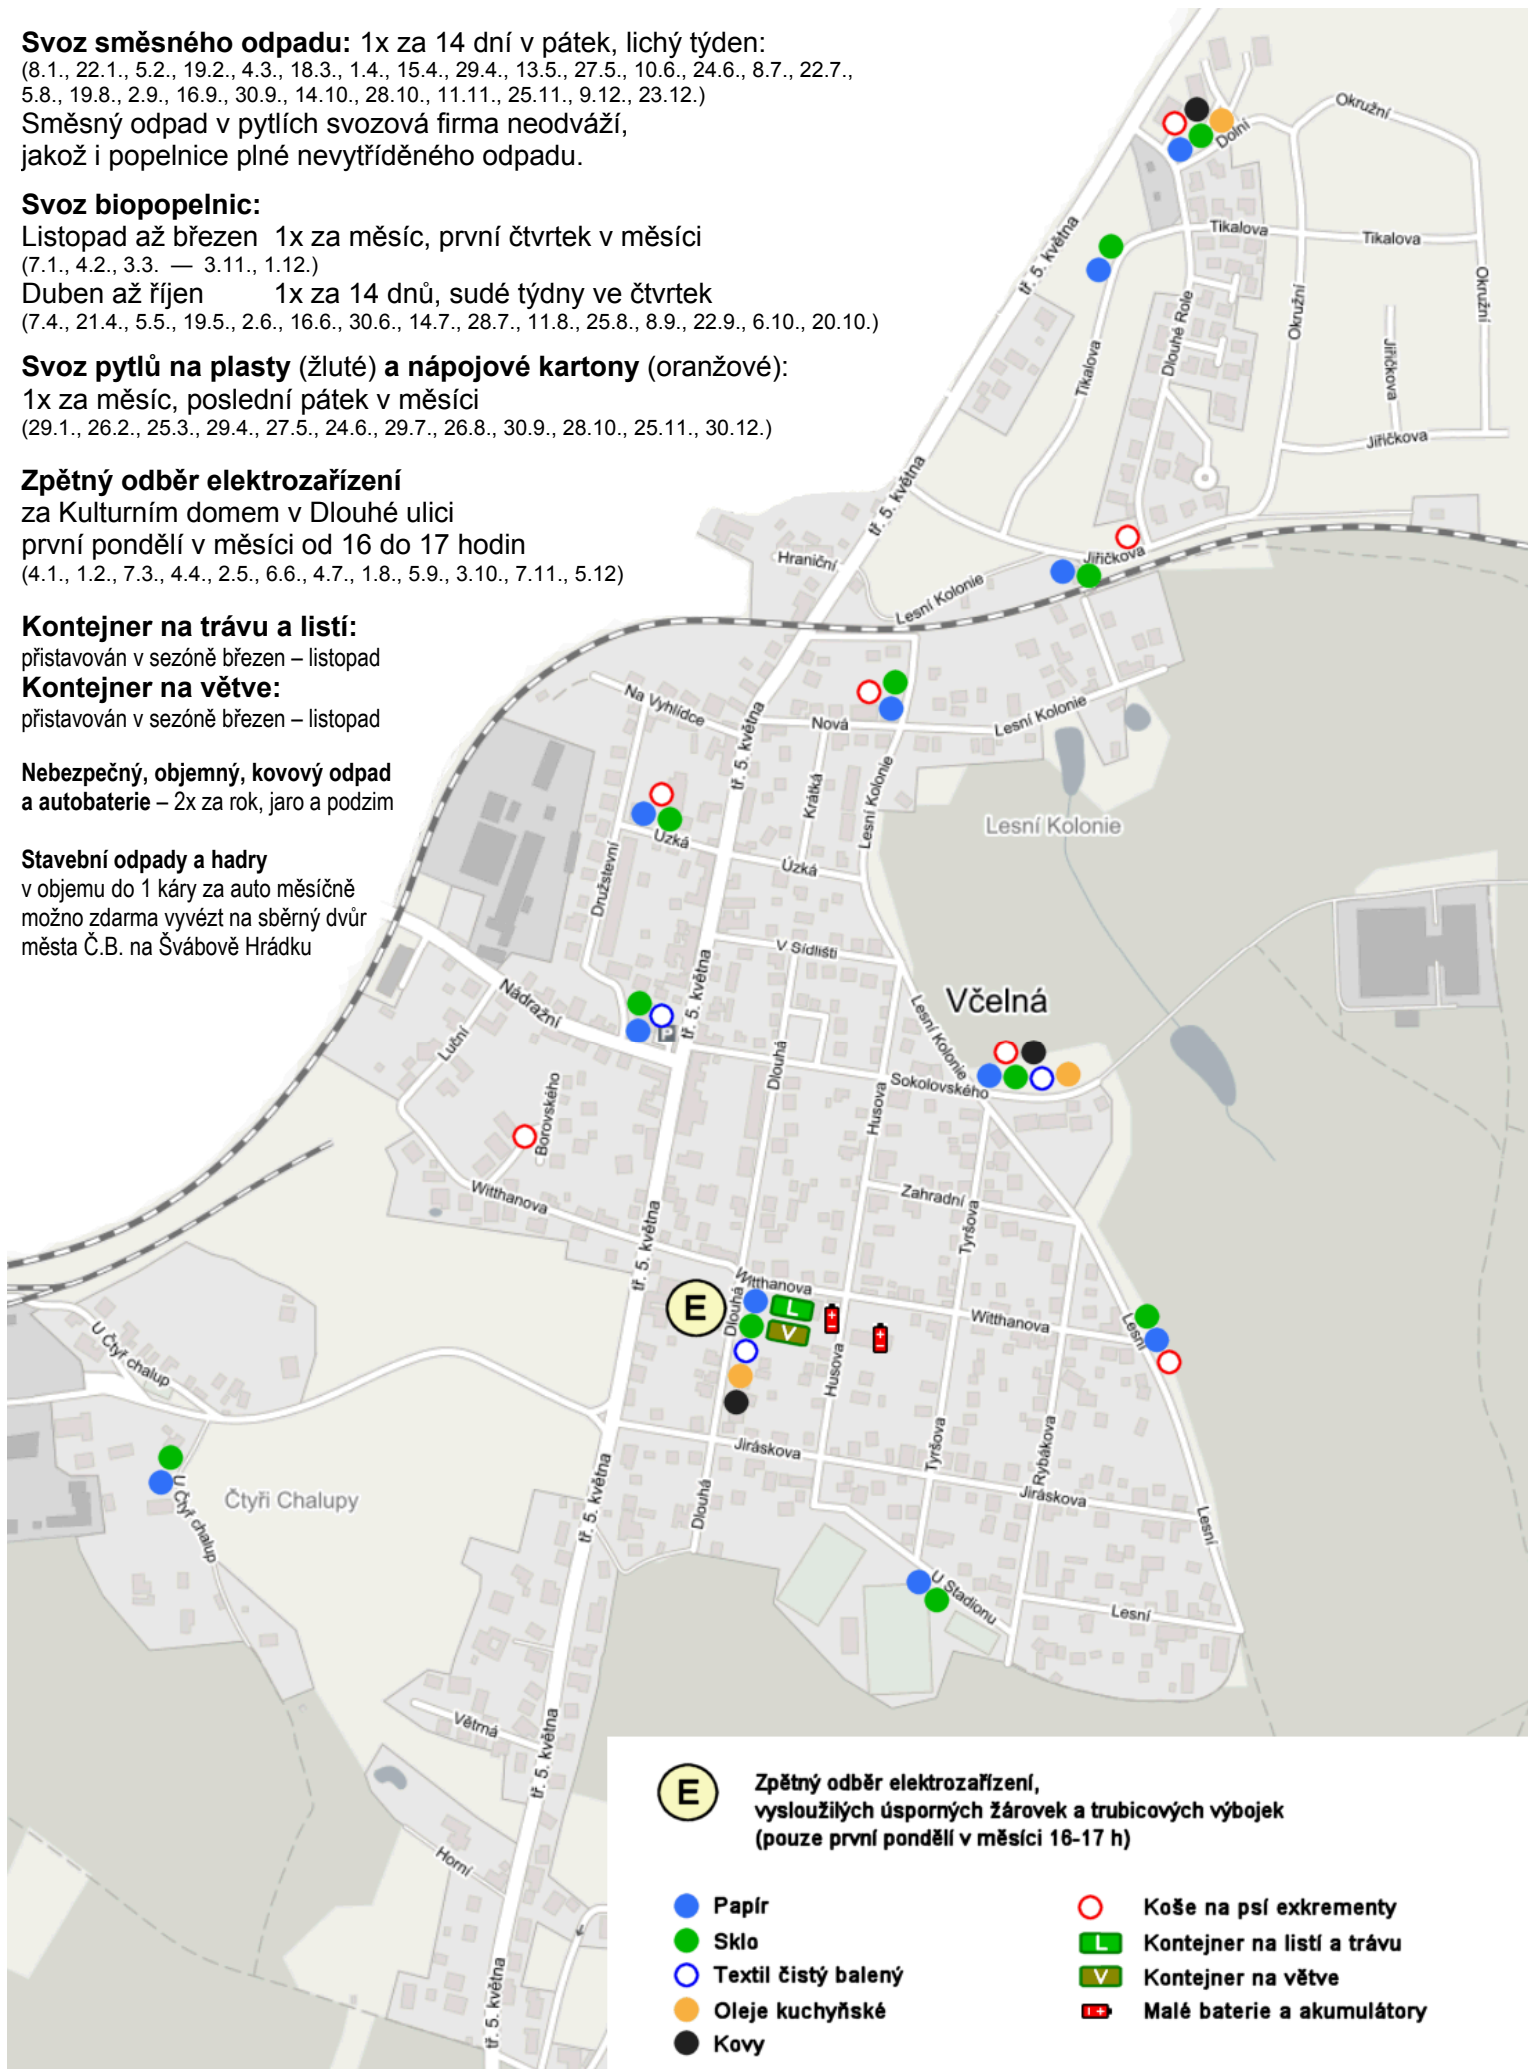 Svoz směsného odpadu: 1x za 14 dní v pátek, lichý týden:
(8.1., 22.1., 5.2., 19.2., 4.3., 18.3., 1.4., 15.4., 29.4., 13.5., 27.5., 10.6., 24.6., 8.7., 22.7.,
5.8., 19.8., 2.9., 16.9., 30.9., 14.10., 28.10., 11.11., 25.11., 9.12., 23.12.)
Směsný odpad v pytlích svozová firma neodváží,
jakož i popelnice plné nevytříděného odpadu.
Svoz biopopelnic:
Listopad až březen 1x za měsíc, první čtvrtek v měsíci
(7.1., 4.2., 3.3. — 3.11., 1.12.)
Duben až říjen 1x za 14 dnů, sudé týdny ve čtvrtek
(7.4., 21.4., 5.5., 19.5., 2.6., 16.6., 30.6., 14.7., 28.7., 11.8., 25.8., 8.9., 22.9., 6.10., 20.10.)
Svoz pytlů na plasty (žluté) a nápojové kartony (oranžové):
1x za měsíc, poslední pátek v měsíci
(29.1., 26.2., 25.3., 29.4., 27.5., 24.6., 29.7., 26.8., 30.9., 28.10., 25.11., 30.12.)
Zpětný odběr elektrozařízení
za Kulturním domem v Dlouhé ulici
první pondělí v měsíci od 16 do 17 hodin
(4.1., 1.2., 7.3., 4.4., 2.5., 6.6., 4.7., 1.8., 5.9., 3.10., 7.11., 5.12)
Kontejner na trávu a listí:
přistavován v sezóně březen – listopad
Kontejner na větve:
přistavován v sezóně březen – listopad
Nebezpečný, objemný, kovový odpad
a autobaterie – 2x za rok, jaro a podzim
Stavební odpady a hadry
v objemu do 1 káry za auto měsíčně
možno zdarma vyvézt na sběrný dvůr
města Č.B. na Švábově Hrádku
Okružní
Dolní
Tikalova
Tikalova
tř. 5. května
Okružní
Okružní
Dlouhé Role
Tikalova
Jiřičkova
Jiřičkova
tř. 5. května
Hraniční
Jiřičkova
Lesní Kolonie
Na Vyhlídce
tř. 5. května
Nová
Lesní Kolonie
Krátká
Lesní Kolonie
Lesní Kolonie
Úzká
Úzká
Družstevní
V Sídlišti
tř. 5. května
Nádražní
P
Včelná
Lesní Kolonie
Luční
Dlouhá
Sokolovského
Husova
Borovského
Witthanova
Zahradní
Tyršova
tř. 5. května
Witthanova
E
L
V
Dlouhá
Witthanova
Lesní
Husova
U Čtyř chalup
Jiráskova
Tyršova
Rybákova
Jiráskova
Lesní
Dlouhá
U Čtyř chalup
Čtyři Chalupy
tř. 5. května
U Stadionu
Lesní
Větrná
tř. 5. května
Horní
tř. 5. května
E
Zpětný odběr elektrozařízení,
vysloužilých úsporných žárovek a trubicových výbojek
(pouze první pondělí v měsíci 16-17 h)
Papír
Sklo
Textil čistý balený
Oleje kuchyňské
Kovy
Koše na psí exkrementy
L Kontejner na listí a trávu
V Kontejner na větve
Malé baterie a akumulátory